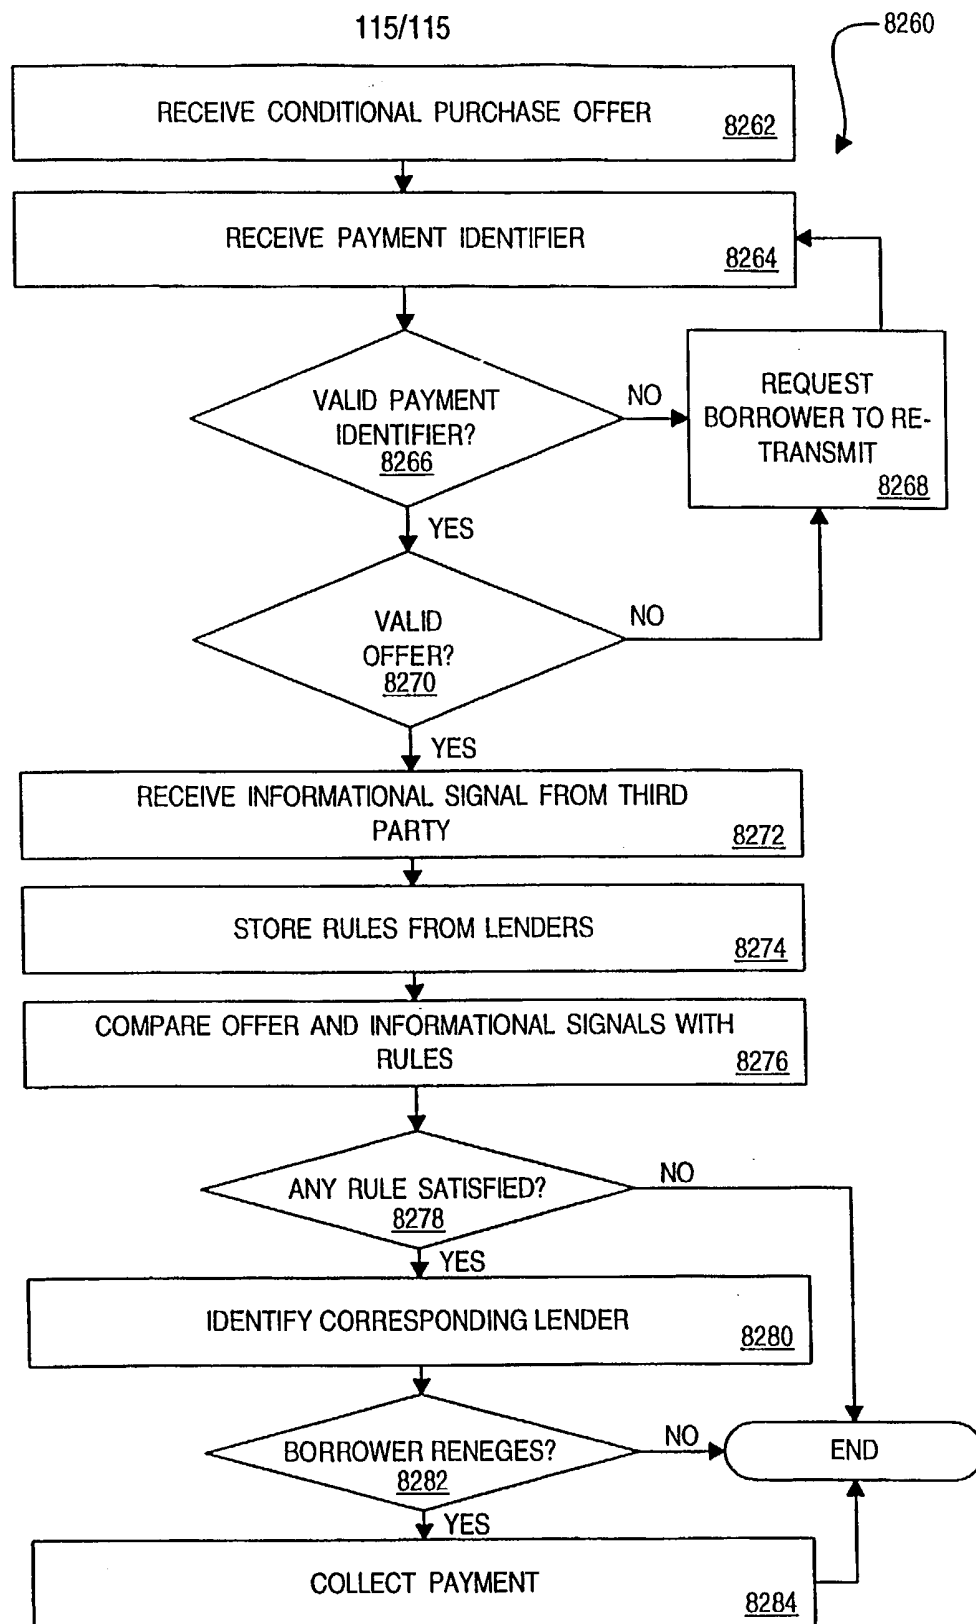 115/115
8260
RECEIVE CONDITIONAL PURCHASE OFFER
8262
RECEIVE PAYMENT IDENTIFIER
8264
VALID PAYMENT
IDENTIFIER?
8266
NO
REQUEST
BORROWER TO RE-
TRANSMIT
8268
YES
VALID
OFFER?
8270
NO
YES
RECEIVE INFORMATIONAL SIGNAL FROM THIRD
PARTY
8272
STORE RULES FROM LENDERS
8274
COMPARE OFFER AND INFORMATIONAL SIGNALS WITH
RULES
8276
ANY RULE SATISFIED?
8278
NO
YES
IDENTIFY CORRESPONDING LENDER
8280
BORROWER RENEGES?
8282
NO
END
YES
COLLECT PAYMENT
8284